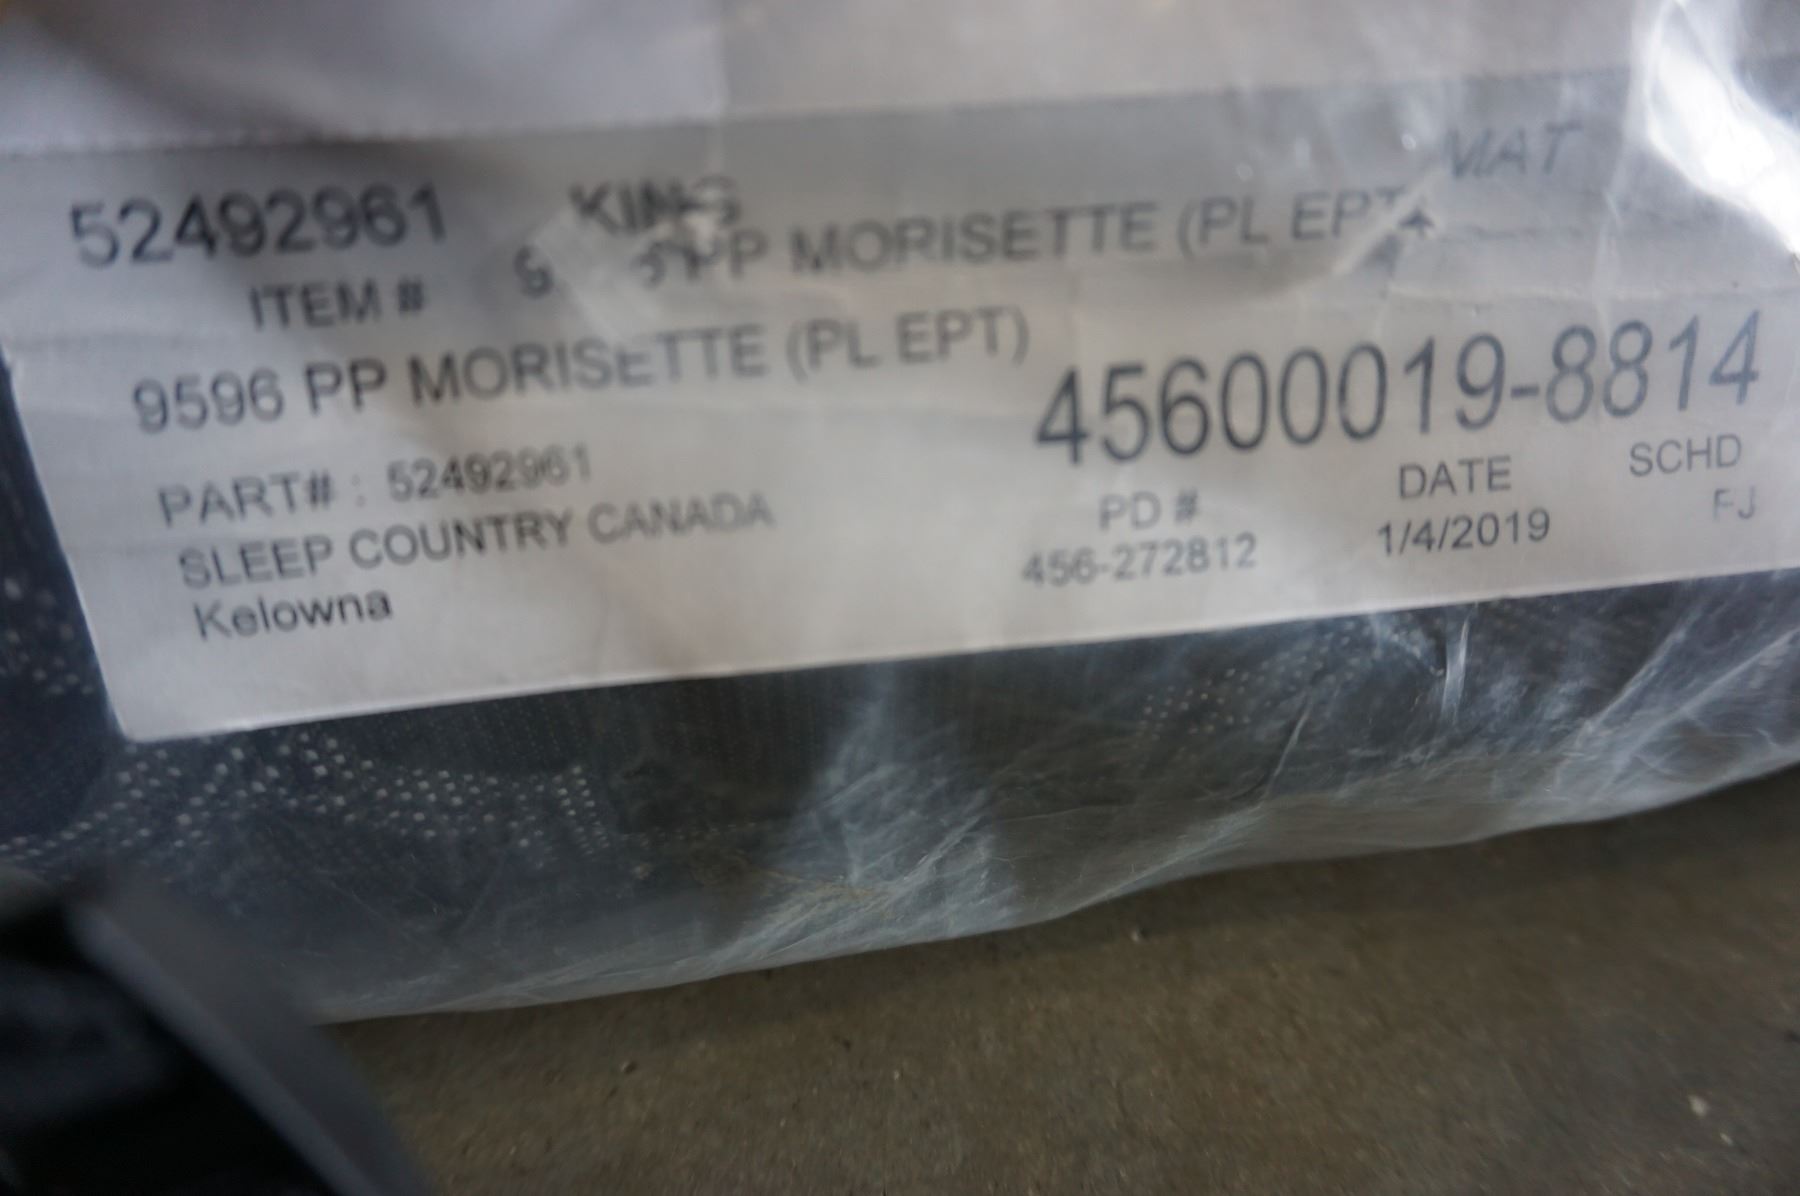 52492961 KING MAT
ITEM # PP MORISETTE (PL EPT
9596 PP MORISETTE (PL EPT)
45600019-8814
PART# : 52492961
SLEEP COUNTRY CANADA
Kelowna
PD # DATE SCHD
456-272812 1/4/2019 FJ